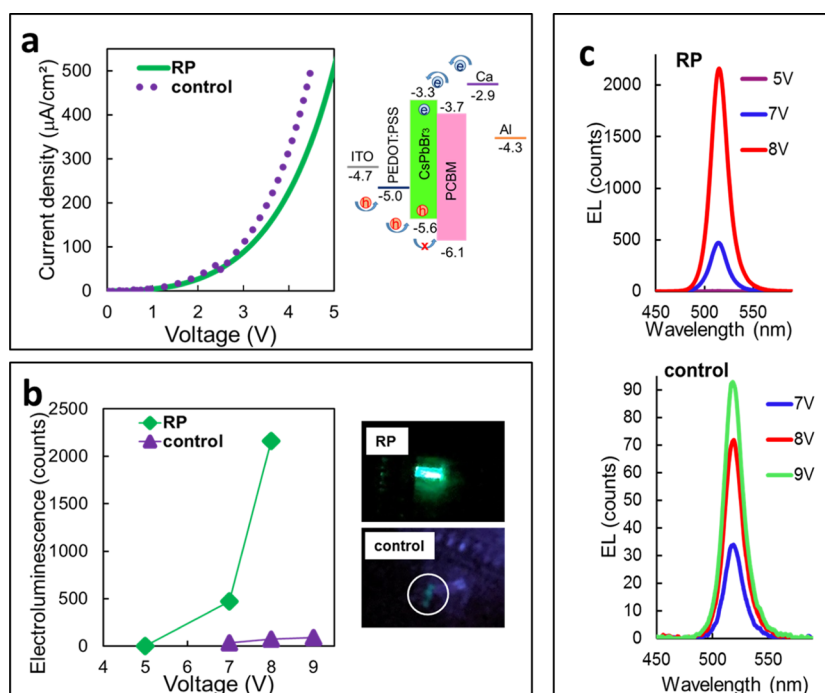 a
Current density (μA/cm²)
500
400
300
200
100
0
RP
control
0 1 2 3 4 5
Voltage (V)
ITO
-4.7
PEDOT:PSS
-5.0
-3.3
e
CsPbBr₃
h
-5.6
x
e
e
-3.7
PCBM
-6.1
Ca
-2.9
Al
-4.3
h
h
b
Electroluminescence (counts)
2500
2000
1500
1000
500
0
RP
control
4 5 6 7 8 9
Voltage (V)
RP
control
c
RP
EL (counts)
2000
1500
1000
500
0
5V
7V
8V
450 500 550
Wavelength (nm)
control
EL (counts)
90
80
70
60
50
40
30
20
10
0
7V
8V
9V
450 500 550
Wavelength (nm)